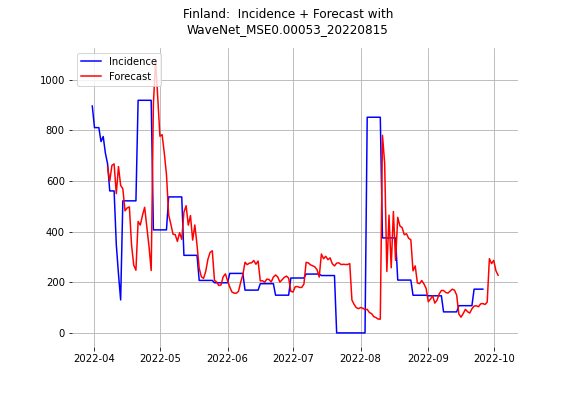 Finland:  Incidence + Forecast with
WaveNet_MSE0.00053_20220815
Incidence
Forecast
1000
800
600
400
200
0
2022-04 2022-05 2022-06 2022-07 2022-08 2022-09 2022-10